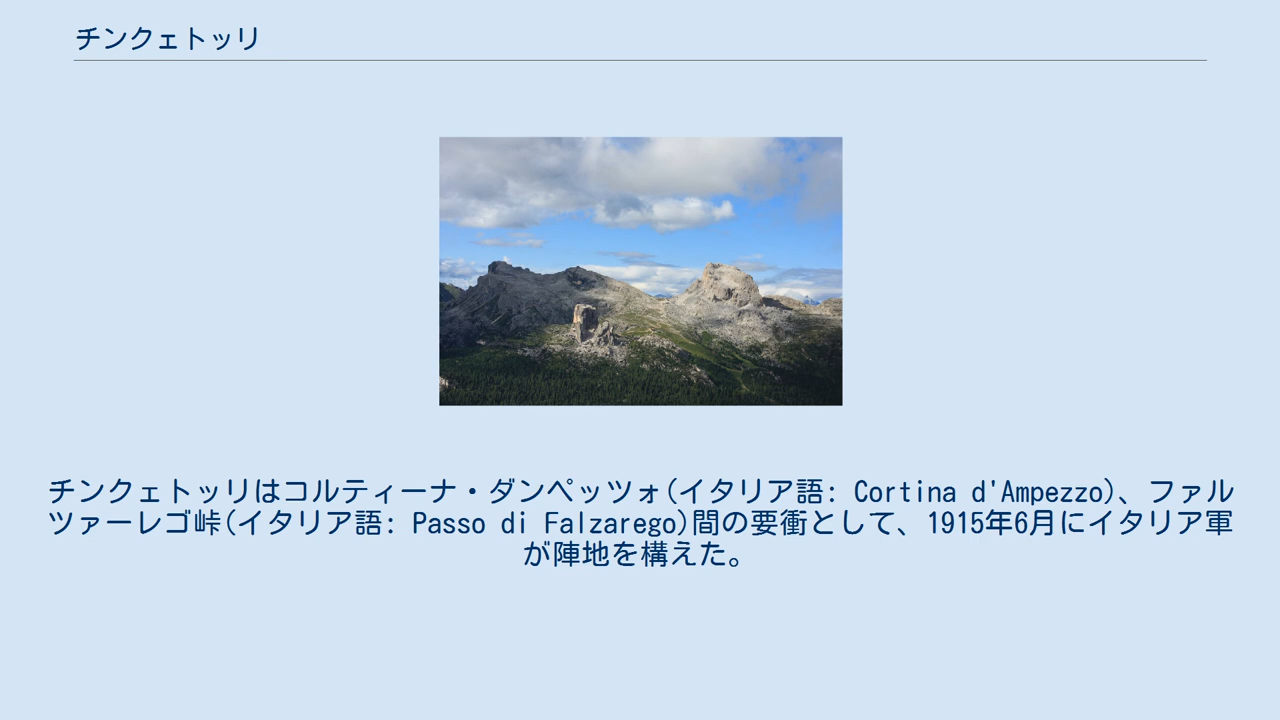 チンクェトッリ
チンクェトッリはコルティーナ・ダンペッツォ(イタリア語: Cortina d'Ampezzo)、ファル
ツァーレゴ峠(イタリア語: Passo di Falzarego)間の要衝として、1915年6月にイタリア軍
が陣地を構えた。